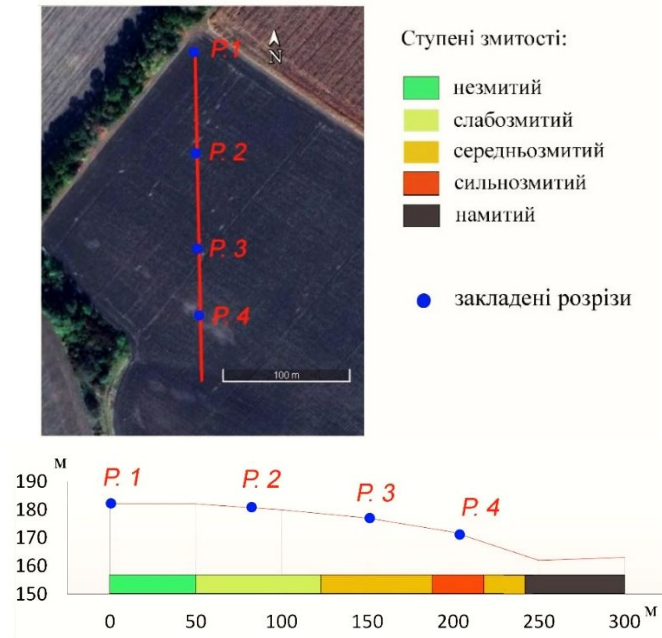 P. 1
N
P. 2
P. 3
P. 4
100 m
Ступені змитості:
незмитий
слабозмитий
середньозмитий
сильнозмитий
намитий
закладені розрізи
м
190
180
170
160
150
P. 1
P. 2
P. 3
P. 4
0 50 100 150 200 250 300 м